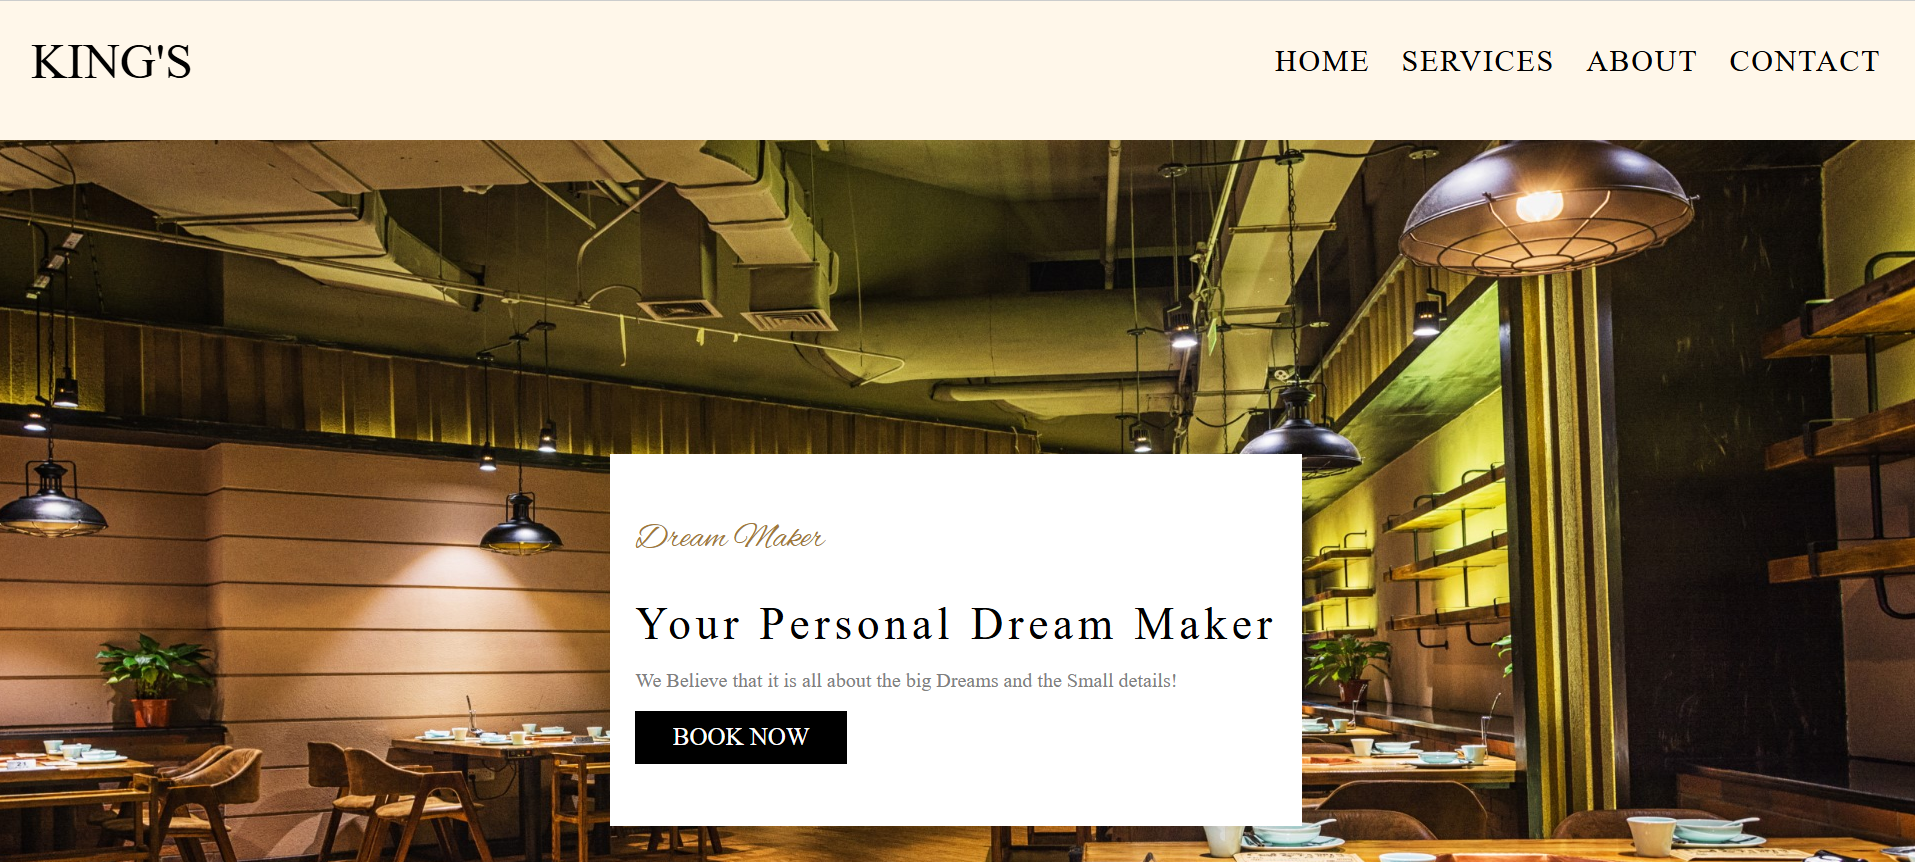 KING'S
HOME SERVICES ABOUT CONTACT
Dream Maker
Your Personal Dream Maker
We Believe that it is all about the big Dreams and the Small details!
BOOK NOW